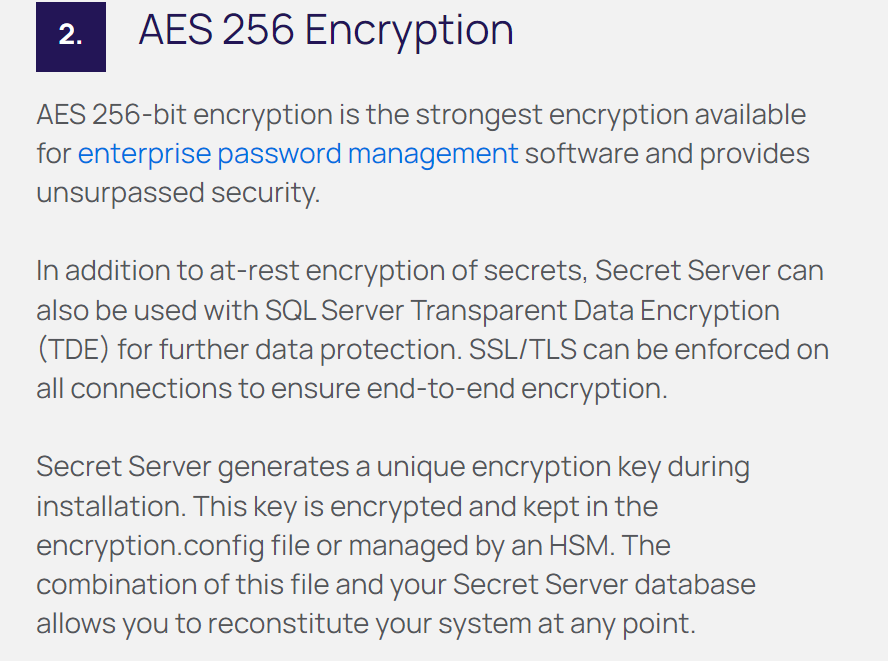 2. AES 256 Encryption
AES 256-bit encryption is the strongest encryption available
for enterprise password management software and provides
unsurpassed security.
In addition to at-rest encryption of secrets, Secret Server can
also be used with SQL Server Transparent Data Encryption
(TDE) for further data protection. SSL/TLS can be enforced on
all connections to ensure end-to-end encryption.
Secret Server generates a unique encryption key during
installation. This key is encrypted and kept in the
encryption.config file or managed by an HSM. The
combination of this file and your Secret Server database
allows you to reconstitute your system at any point.